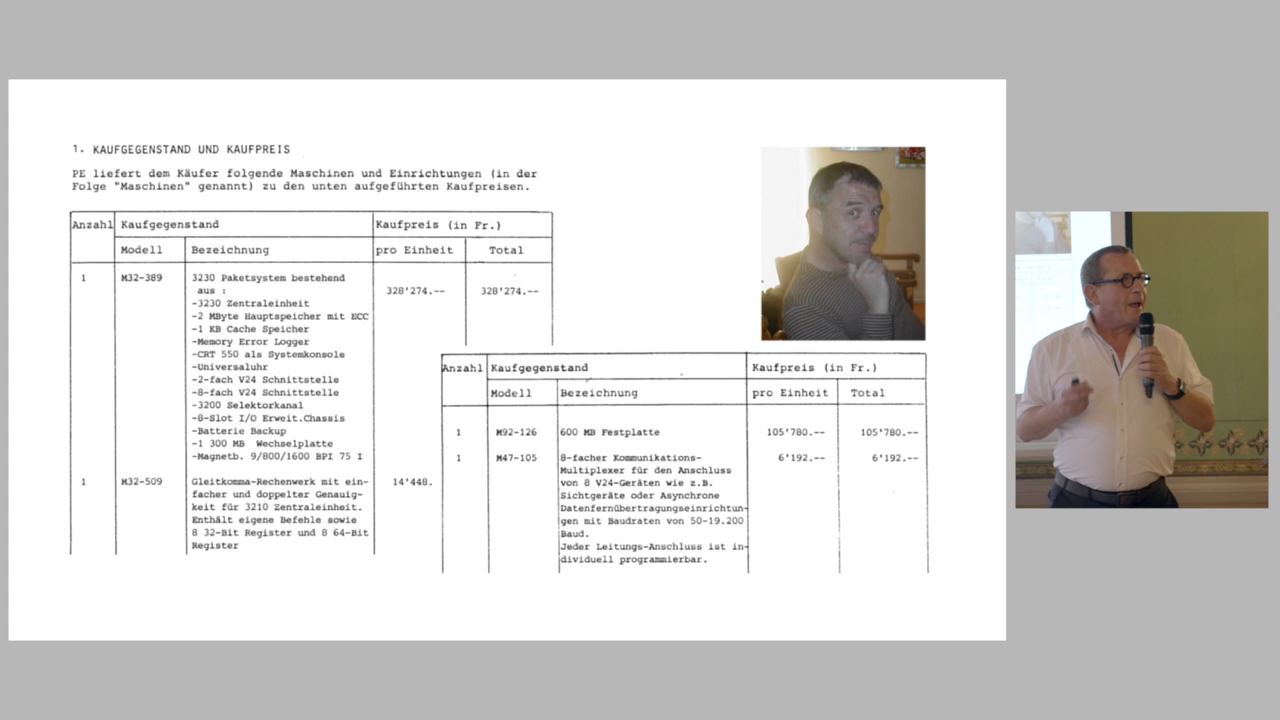 1. KAUFGEGENSTAND UND KAUFPREIS
PE liefert dem Käufer folgende Maschinen und Einrichtungen (in der
Folge "Maschinen" genannt) zu den unten aufgeführten Kaufpreisen.
Anzahl Kaufgegenstand Kaufpreis (in Fr.)
Modell Bezeichnung pro Einheit Total
1 M32-389 3230 Paketsystem bestehend
aus : 328'274.-- 328'274.--
-3230 Zentraleinheit
-2 MByte Hauptspeicher mit ECC
-1 KB Cache Speicher
-Memory Error Logger
-CRT 550 als Systemkonsole
-Universaluhr
-2-fach V24 Schnittstelle
-8-fach V24 Schnittstelle
-3200 Selektorkanal
-8-Slot I/O Erweit.Chassis
-Batterie Backup
-1 300 MB Wechselplatte
-Magnetb. 9/800/1600 BPI 75 I
1 M32-509 Gleitkomma-Rechenwerk mit ein- 14'448.
facher und doppelter Genauig-
keit für 3210 Zentraleinheit.
Enthält eigene Befehle sowie
8 32-Bit Register und 8 64-Bit
Register
Anzahl Kaufgegenstand Kaufpreis (in Fr.)
Modell Bezeichnung pro Einheit Total
1 M92-126 600 MB Festplatte 105'780.-- 105'780.--
1 M47-105 8-facher Kommunikations- 6'192.-- 6'192.--
Multiplexer für den Anschluss
von 8 V24-Geräten wie z.B.
Sichtgeräte oder Asynchrone
Datenfernübertragungseinrichtun-
gen mit Baudraten von 50-19.200
Baud.
Jeder Leitungs-Anschluss ist in-
dividuell programmierbar.